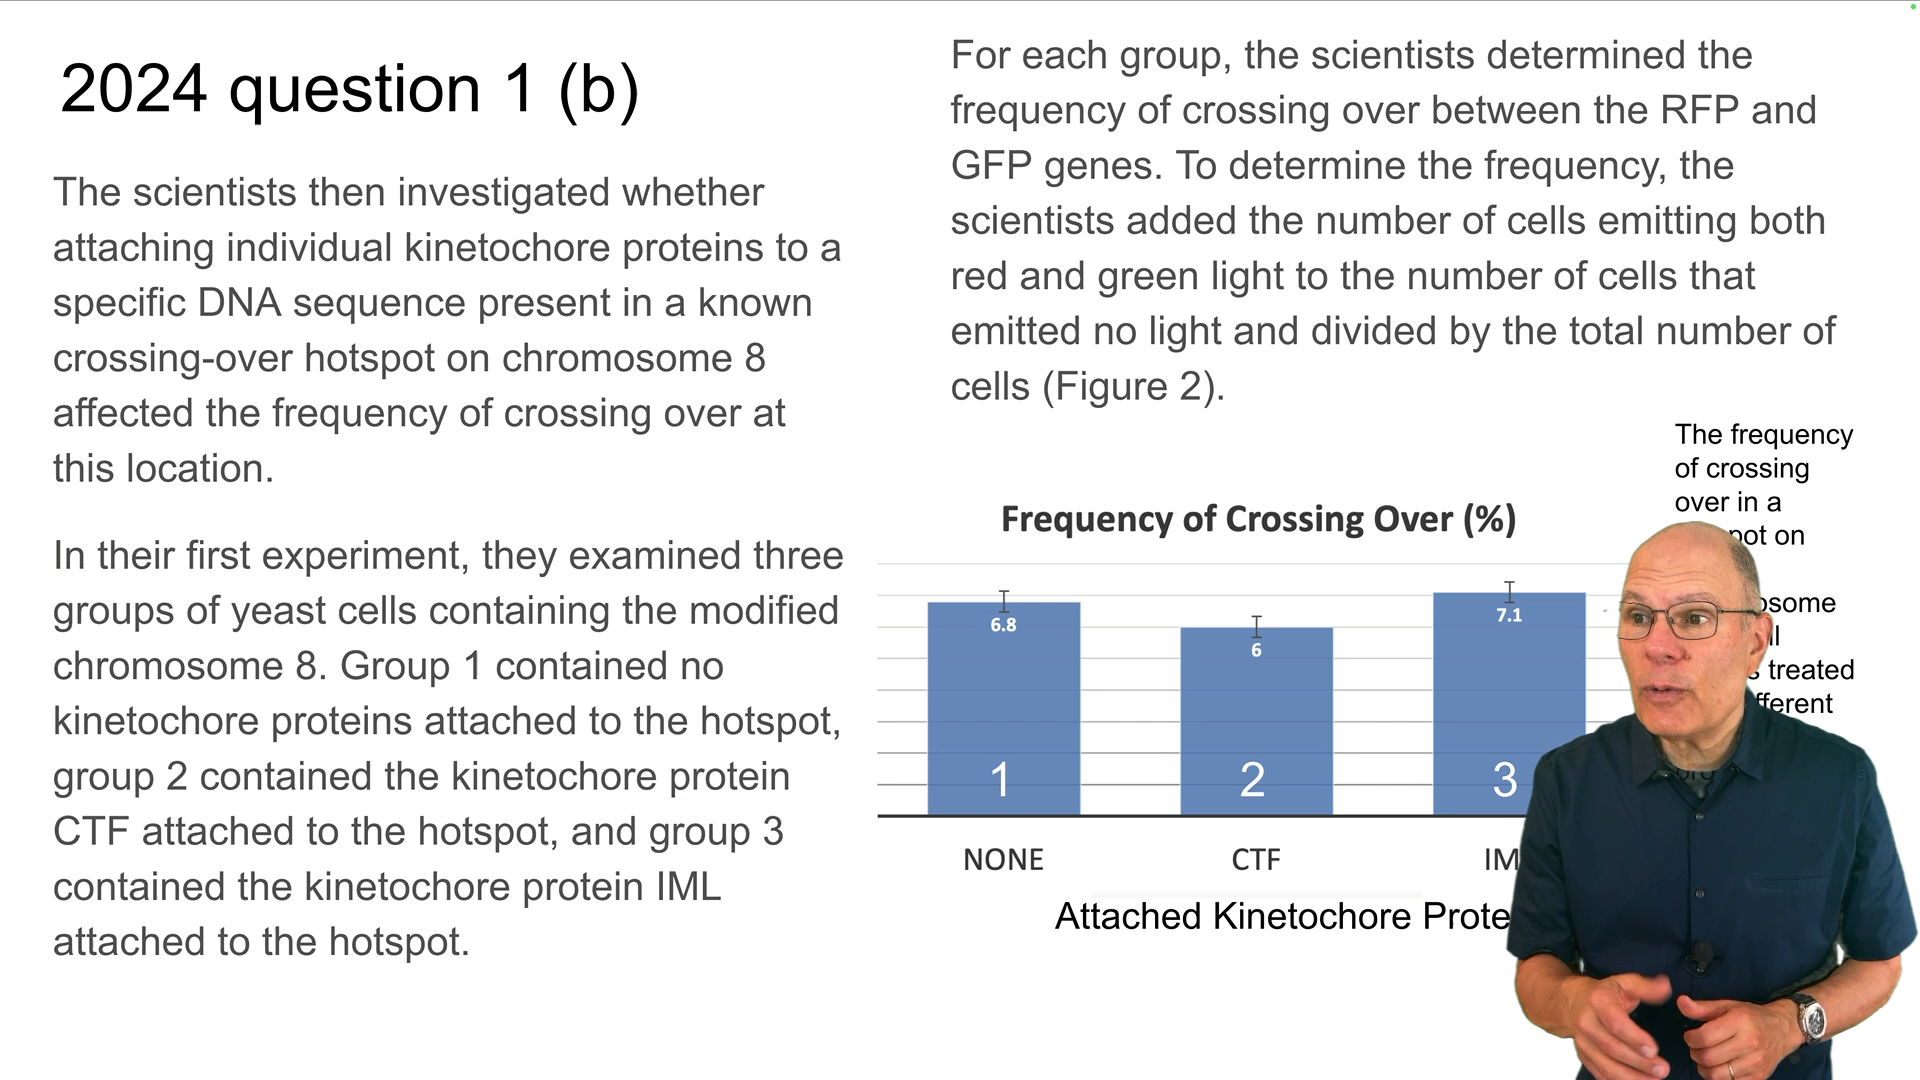 2024 question 1 (b)
The scientists then investigated whether
attaching individual kinetochore proteins to a
specific DNA sequence present in a known
crossing-over hotspot on chromosome 8
affected the frequency of crossing over at
this location.
In their first experiment, they examined three
groups of yeast cells containing the modified
chromosome 8. Group 1 contained no
kinetochore proteins attached to the hotspot,
group 2 contained the kinetochore protein
CTF attached to the hotspot, and group 3
contained the kinetochore protein IML
attached to the hotspot.
For each group, the scientists determined the
frequency of crossing over between the RFP and
GFP genes. To determine the frequency, the
scientists added the number of cells emitting both
red and green light to the number of cells that
emitted no light and divided by the total number of
cells (Figure 2).
The frequency
of crossing
over in a
on
treated
Frequency of Crossing Over (%)
6.8
6
7.1
1
2
3
NONE
CTF
Attached Kinetochore